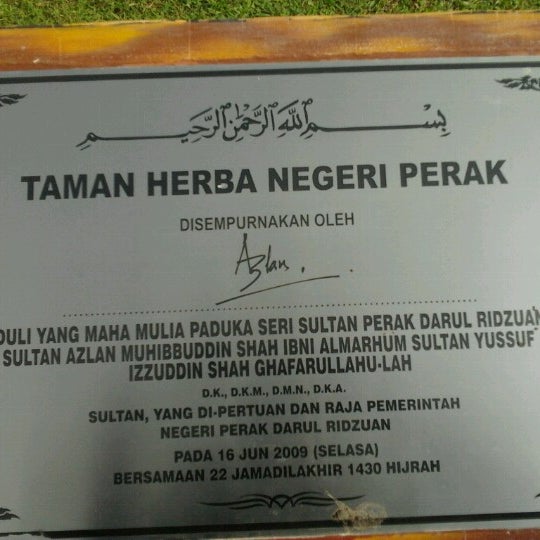 بسم الله الرحمن الرحيم
TAMAN HERBA NEGERI PERAK
DISEMPURNAKAN OLEH
Azlan.
DULI YANG MAHA MULIA PADUKA SERI SULTAN PERAK DARUL RIDZUAN
SULTAN AZLAN MUHIBBUDDIN SHAH IBNI ALMARHUM SULTAN YUSSUF
IZZUDDIN SHAH GHAFARULLAHU-LAH
D.K., D.K.M., D.M.N., D.K.A.
SULTAN, YANG DI-PERTUAN DAN RAJA PEMERINTAH
NEGERI PERAK DARUL RIDZUAN
PADA 16 JUN 2009 (SELASA)
BERSAMAAN 22 JAMADILAKHIR 1430 HIJRAH